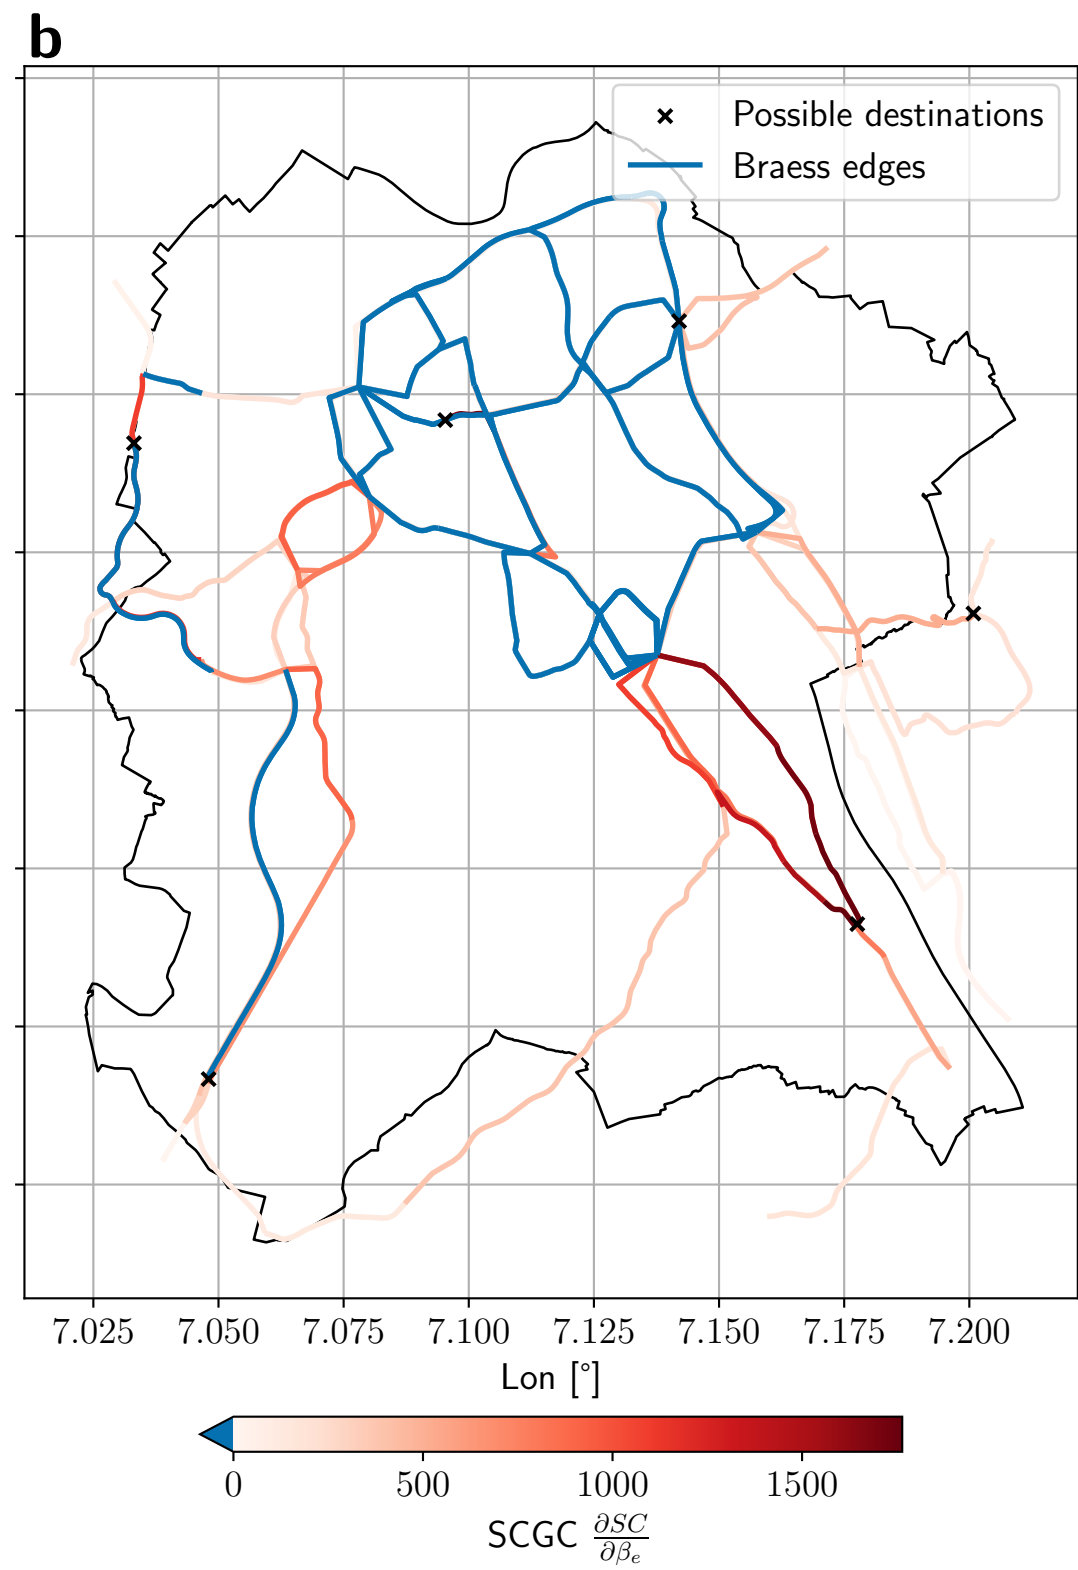 b
Possible destinations
Braess edges
7.025 7.050 7.075 7.100 7.125 7.150 7.175 7.200
Lon [°]
0 500 1000 1500
SCGC ∂SC/∂βₑ